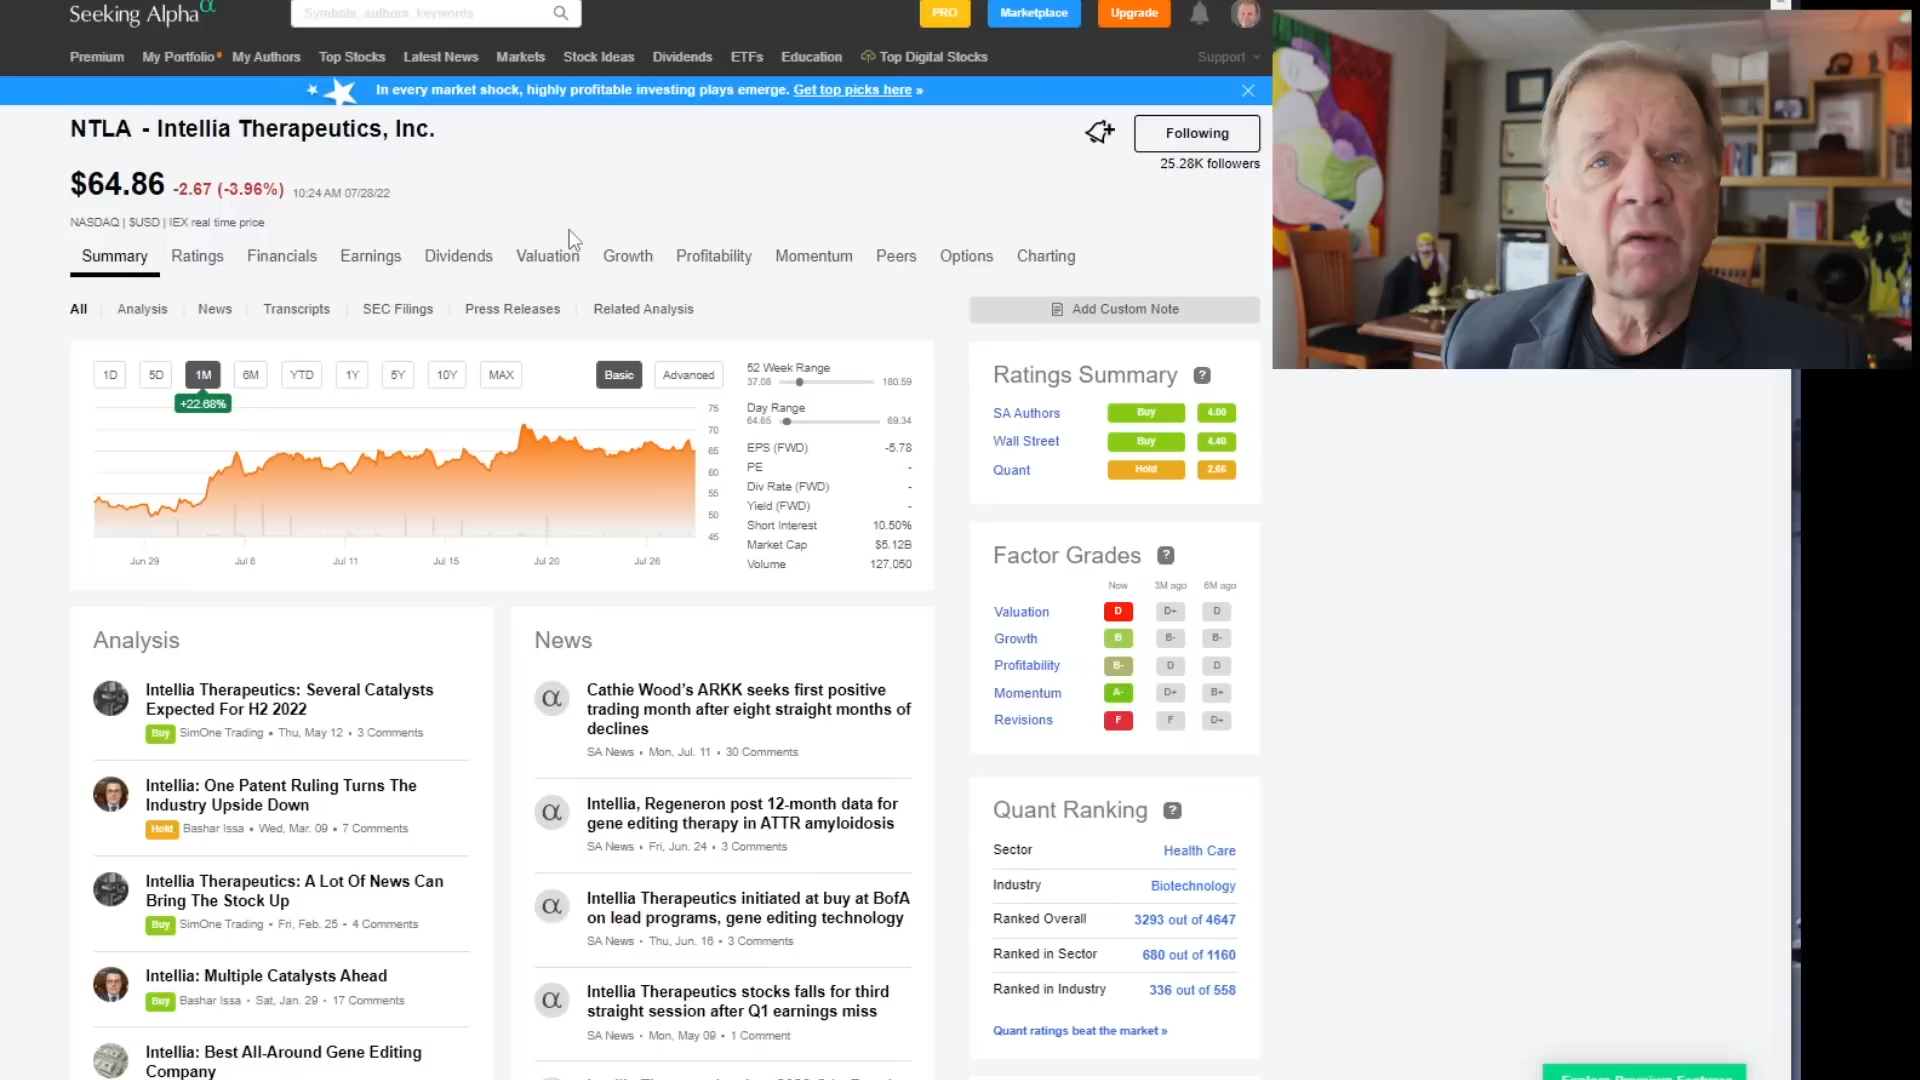 Seeking Alpha α
Symbols, authors, keywords
PRO
Marketplace
Upgrade
Premium My Portfolio My Authors Top Stocks Latest News Markets Stock Ideas Dividends ETFs Education Top Digital Stocks Support
In every market shock, highly profitable investing plays emerge. Get top picks here »
NTLA - Intellia Therapeutics, Inc.
Following
25.28K followers
$64.86 -2.67 (-3.96%) 10:24 AM 07/28/22
NASDAQ | $USD | IEX real time price
Summary Ratings Financials Earnings Dividends Valuation Growth Profitability Momentum Peers Options Charting
All Analysis News Transcripts SEC Filings Press Releases Related Analysis
Add Custom Note
1D 5D 1M 6M YTD 1Y 5Y 10Y MAX
Basic Advanced
+22.68%
75
70
65
60
55
50
45
Jun 29 Jul 6 Jul 11 Jul 15 Jul 20 Jul 26
52 Week Range
37.08 180.59
Day Range
64.65 69.34
EPS (FWD) -5.78
PE -
Div Rate (FWD) -
Yield (FWD) -
Short Interest 10.50%
Market Cap $5.12B
Volume 127,050
Ratings Summary ?
SA Authors Buy 4.00
Wall Street Buy 4.40
Quant Hold 2.66
Factor Grades ?
Now 3M ago 6M ago
Valuation D D+ D
Growth B B- B-
Profitability B- D D
Momentum A- D+ B+
Revisions F F D+
Quant Ranking ?
Sector Health Care
Industry Biotechnology
Ranked Overall 3293 out of 4647
Ranked in Sector 680 out of 1160
Ranked in Industry 336 out of 558
Quant ratings beat the market »
Analysis
Intellia Therapeutics: Several Catalysts
Expected For H2 2022
Buy SimOne Trading • Thu, May 12 • 3 Comments
Intellia: One Patent Ruling Turns The
Industry Upside Down
Hold Bashar Issa • Wed, Mar. 09 • 7 Comments
Intellia Therapeutics: A Lot Of News Can
Bring The Stock Up
Buy SimOne Trading • Fri, Feb. 25 • 4 Comments
Intellia: Multiple Catalysts Ahead
Buy Bashar Issa • Sat, Jan. 29 • 17 Comments
Intellia: Best All-Around Gene Editing
Company
News
α
Cathie Wood's ARKK seeks first positive
trading month after eight straight months of
declines
SA News • Mon, Jul. 11 • 30 Comments
α
Intellia, Regeneron post 12-month data for
gene editing therapy in ATTR amyloidosis
SA News • Fri, Jun. 24 • 3 Comments
α
Intellia Therapeutics initiated at buy at BofA
on lead programs, gene editing technology
SA News • Thu, Jun. 16 • 3 Comments
α
Intellia Therapeutics stocks falls for third
straight session after Q1 earnings miss
SA News • Mon, May 09 • 1 Comment
Explore Premium Features